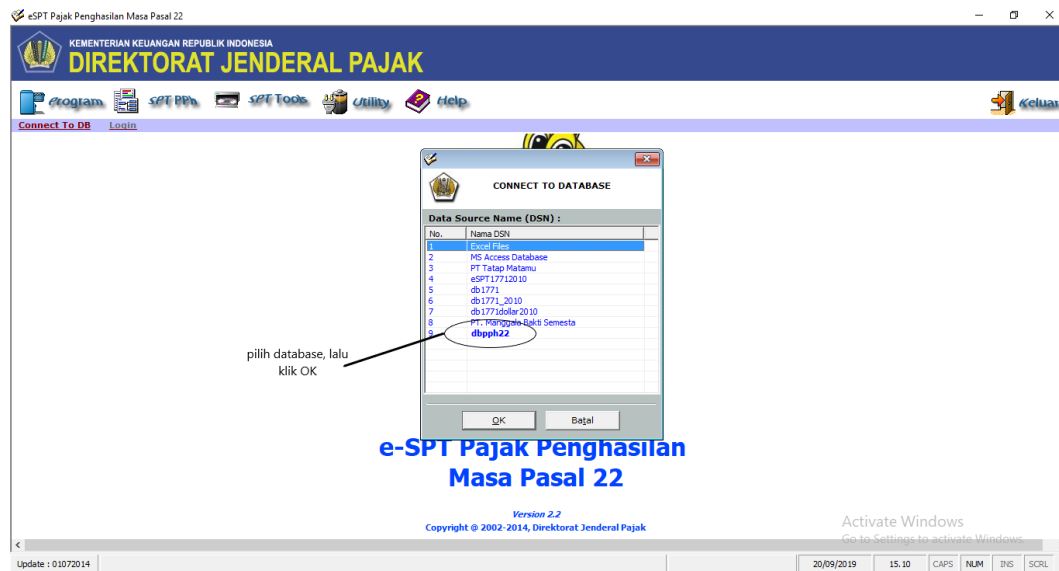 eSPT Pajak Penghasilan Masa Pasal 22
KEMENTERIAN KEUANGAN REPUBLIK INDONESIA
DIREKTORAT JENDERAL PAJAK
Program SPT PPh SPT Tools Utility Help Keluar
Connect To DB Login
CONNECT TO DATABASE
Data Source Name (DSN) :
No. Nama DSN
1 Excel Files
2 MS Access Database
3 PT Tatap Matamu
4 eSPT17712010
5 db1771
6 db1771_2010
7 db1771dollar2010
8 PT. Manggala Bakti Semesta
9 dbpph22
pilih database, lalu
klik OK
OK Batal
e-SPT Pajak Penghasilan
Masa Pasal 22
Version 2.2
Copyright @ 2002-2014, Direktorat Jenderal Pajak
Activate Windows
Go to Settings to activate Windows.
Update : 01072014 20/09/2019 15.10 CAPS NUM INS SCRL